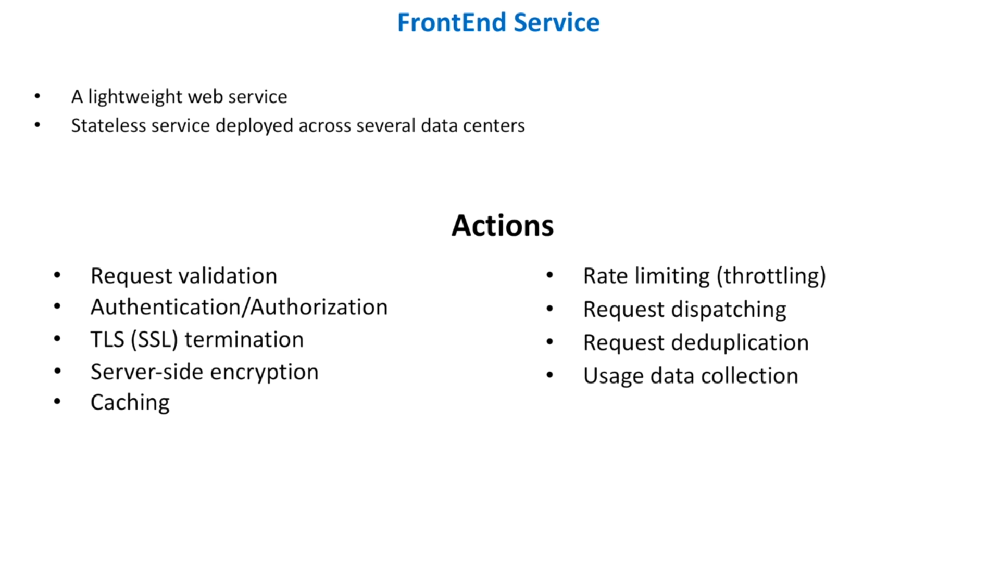 FrontEnd Service
• A lightweight web service
• Stateless service deployed across several data centers
Actions
• Request validation
• Authentication/Authorization
• TLS (SSL) termination
• Server-side encryption
• Caching
• Rate limiting (throttling)
• Request dispatching
• Request deduplication
• Usage data collection